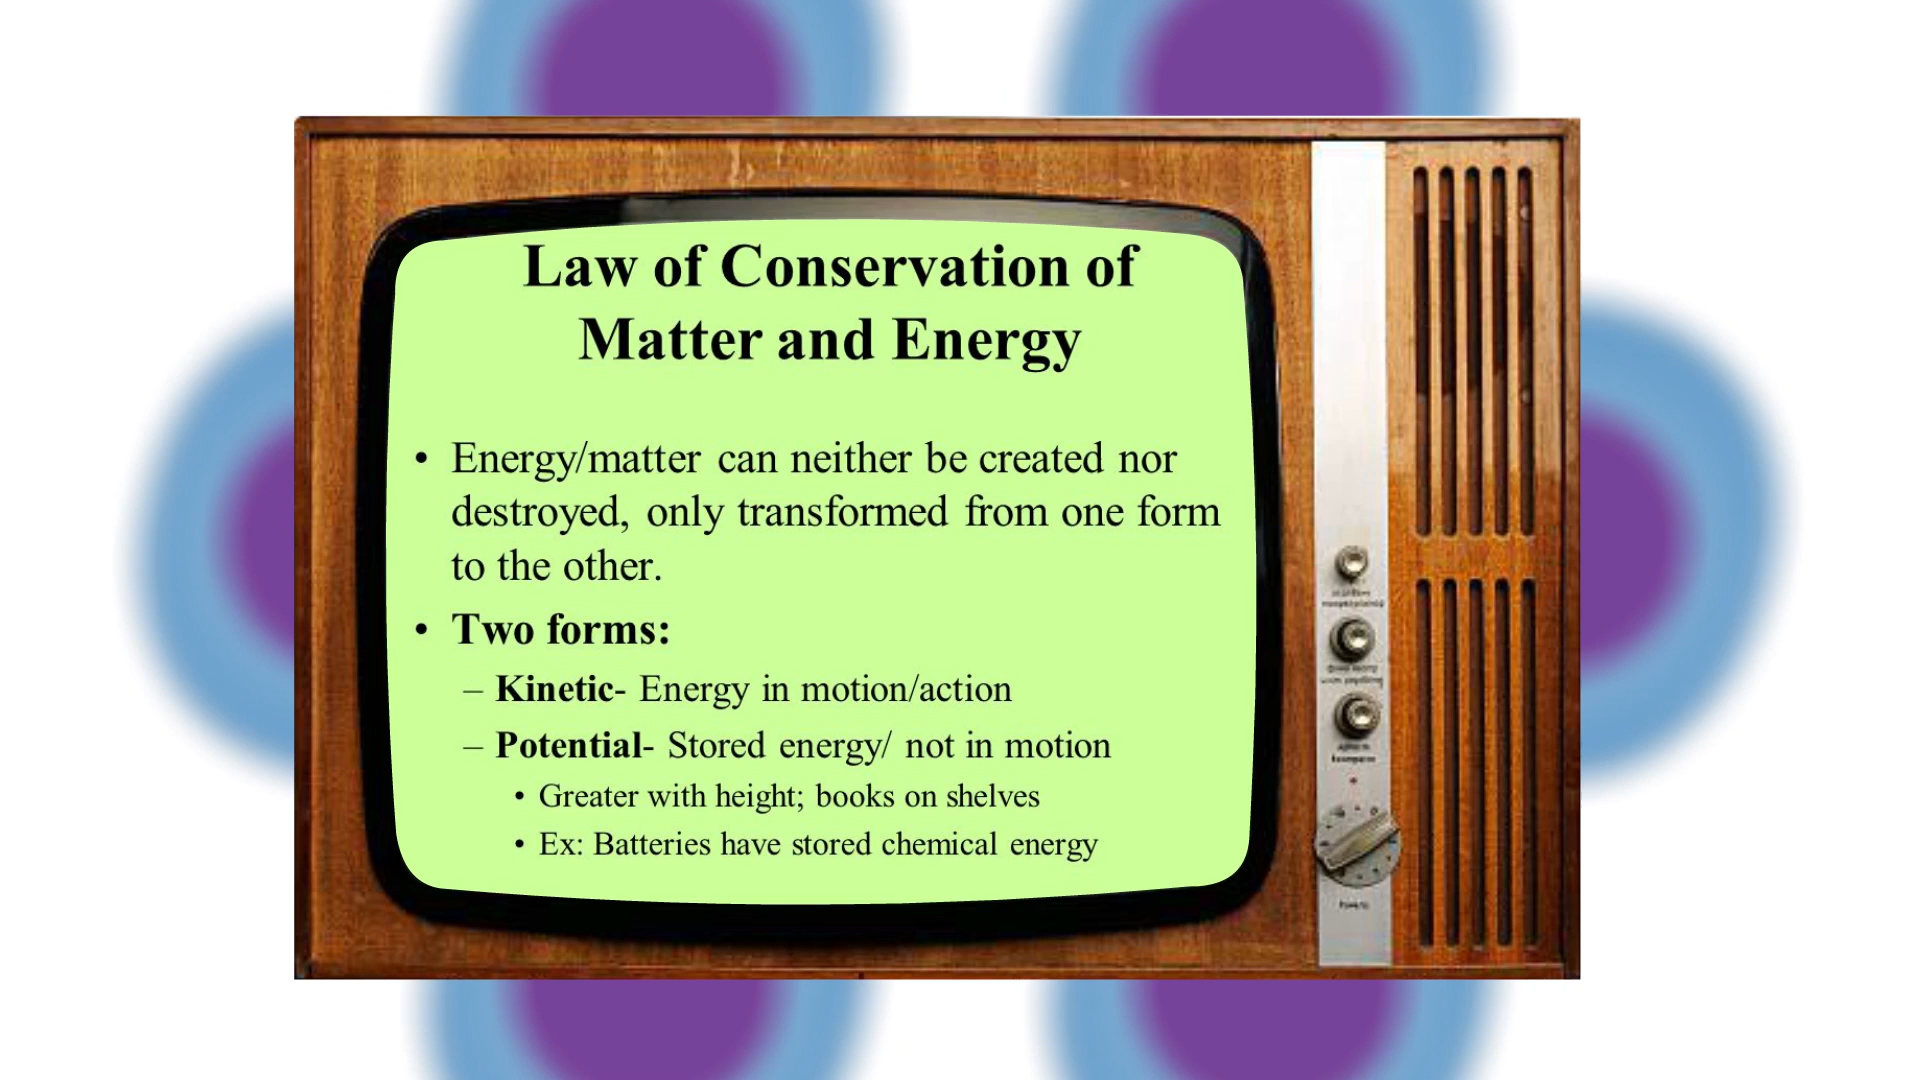 Law of Conservation of
Matter and Energy
• Energy/matter can neither be created nor
destroyed, only transformed from one form
to the other.
• Two forms:
– Kinetic- Energy in motion/action
– Potential- Stored energy/ not in motion
• Greater with height; books on shelves
• Ex: Batteries have stored chemical energy